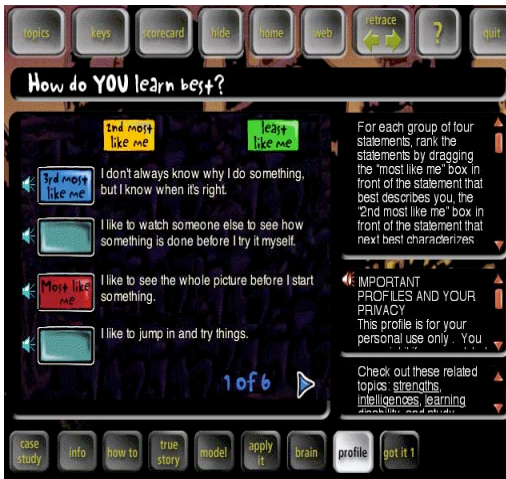 topics keys scorecard hide home web retrace ? quit
How do YOU learn best?
2nd most
like me
least
like me
3rd most
like me
I don't always know why I do something,
but I know when it's right.
I like to watch someone else to see how
something is done before I try it myself.
Most like
me
I like to see the whole picture before I start
something.
I like to jump in and try things.
1 of 6
For each group of four
statements, rank the
statements by dragging
the "most like me" box in
front of the statement that
best describes you, the
"2nd most like me" box in
front of the statement that
next best characterizes
IMPORTANT
PROFILES AND YOUR
PRIVACY
This profile is for your
personal use only . You
Check out these related
topics: strengths,
intelligences, learning
disability, and study
case
study
info
how to
true
story
model
apply
it
brain
profile
got it 1